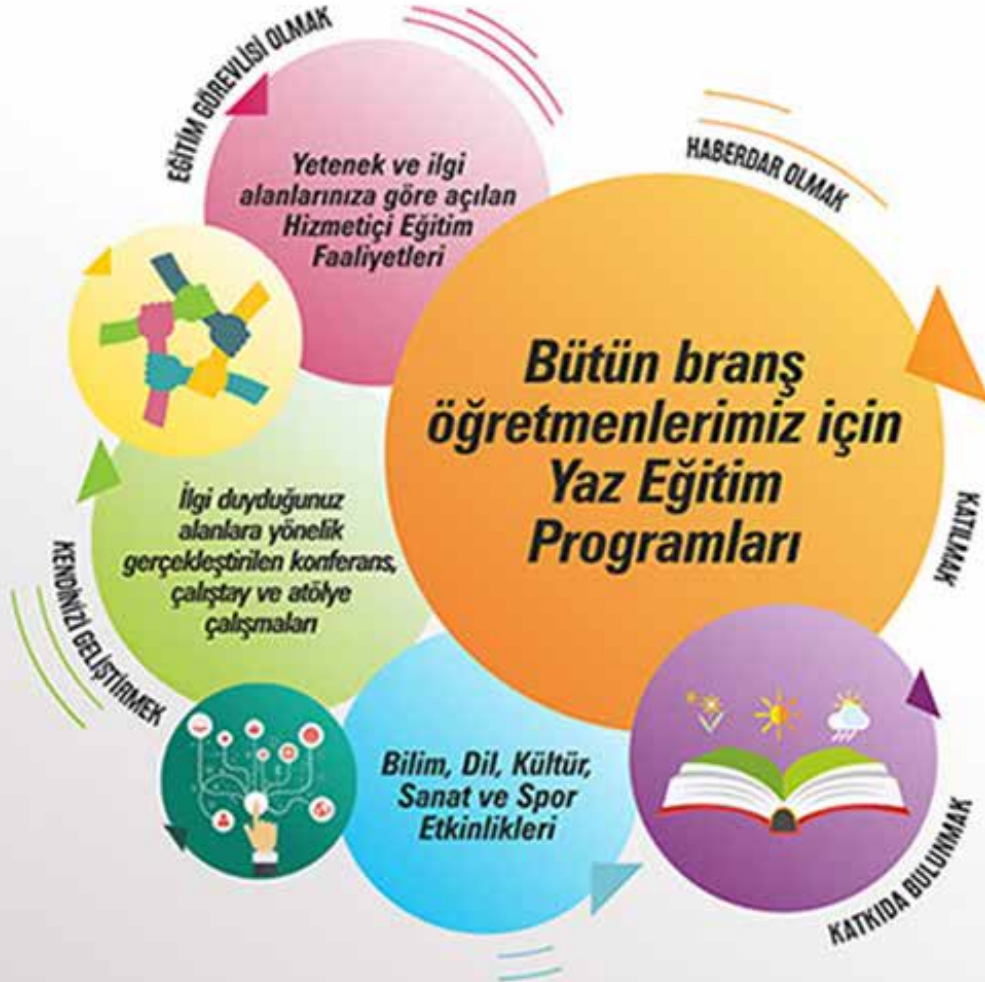 EĞİTİM GÖREVLİSİ OLMAK
Yetenek ve ilgi
alanlarınıza göre açılan
Hizmetiçi Eğitim
Faaliyetleri
HABERDAR OLMAK
Bütün branş
öğretmenlerimiz için
Yaz Eğitim
Programları
KATILMAK
İlgi duyduğunuz
alanlara yönelik
gerçekleştirilen konferans,
çalıştay ve atölye
çalışmaları
KENDİNİZİ GELİŞTİRMEK
Bilim, Dil, Kültür,
Sanat ve Spor
Etkinlikleri
KATKIDA BULUNMAK